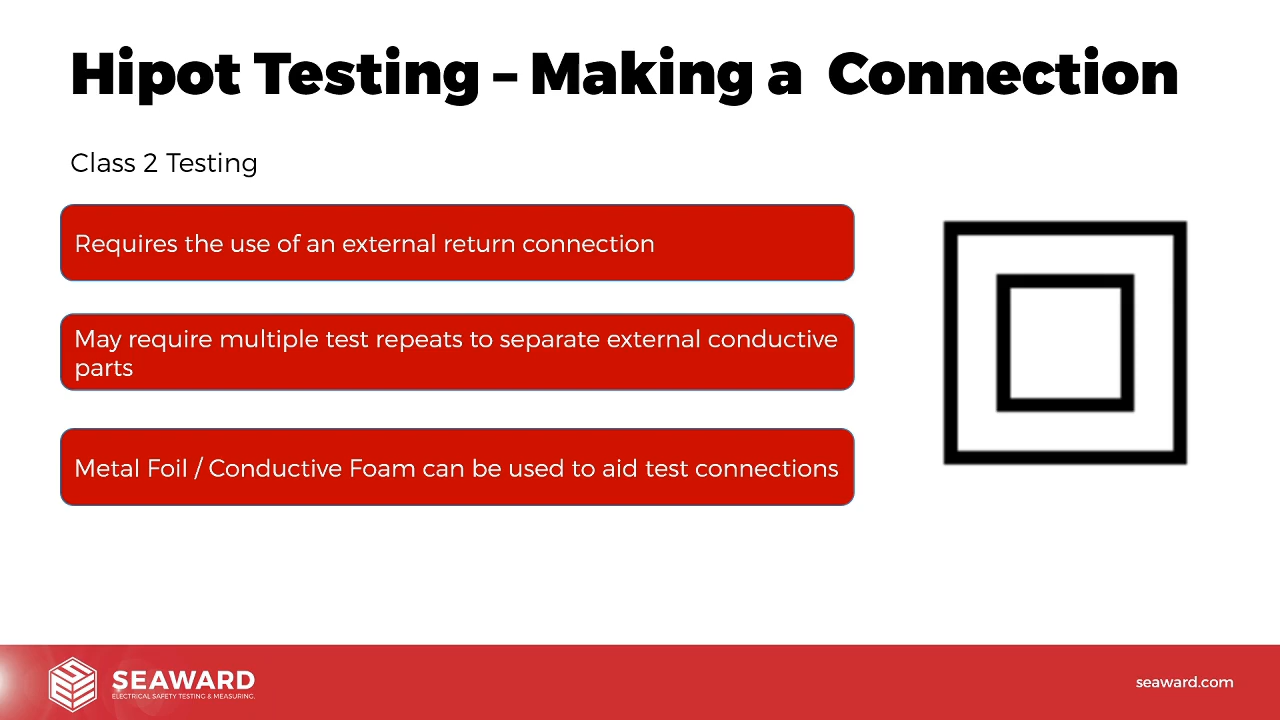 Hipot Testing – Making a Connection
Class 2 Testing
Requires the use of an external return connection
May require multiple test repeats to separate external conductive
parts
Metal Foil / Conductive Foam can be used to aid test connections
SEAWARD
ELECTRICAL SAFETY TESTING & MEASURING.
seaward.com